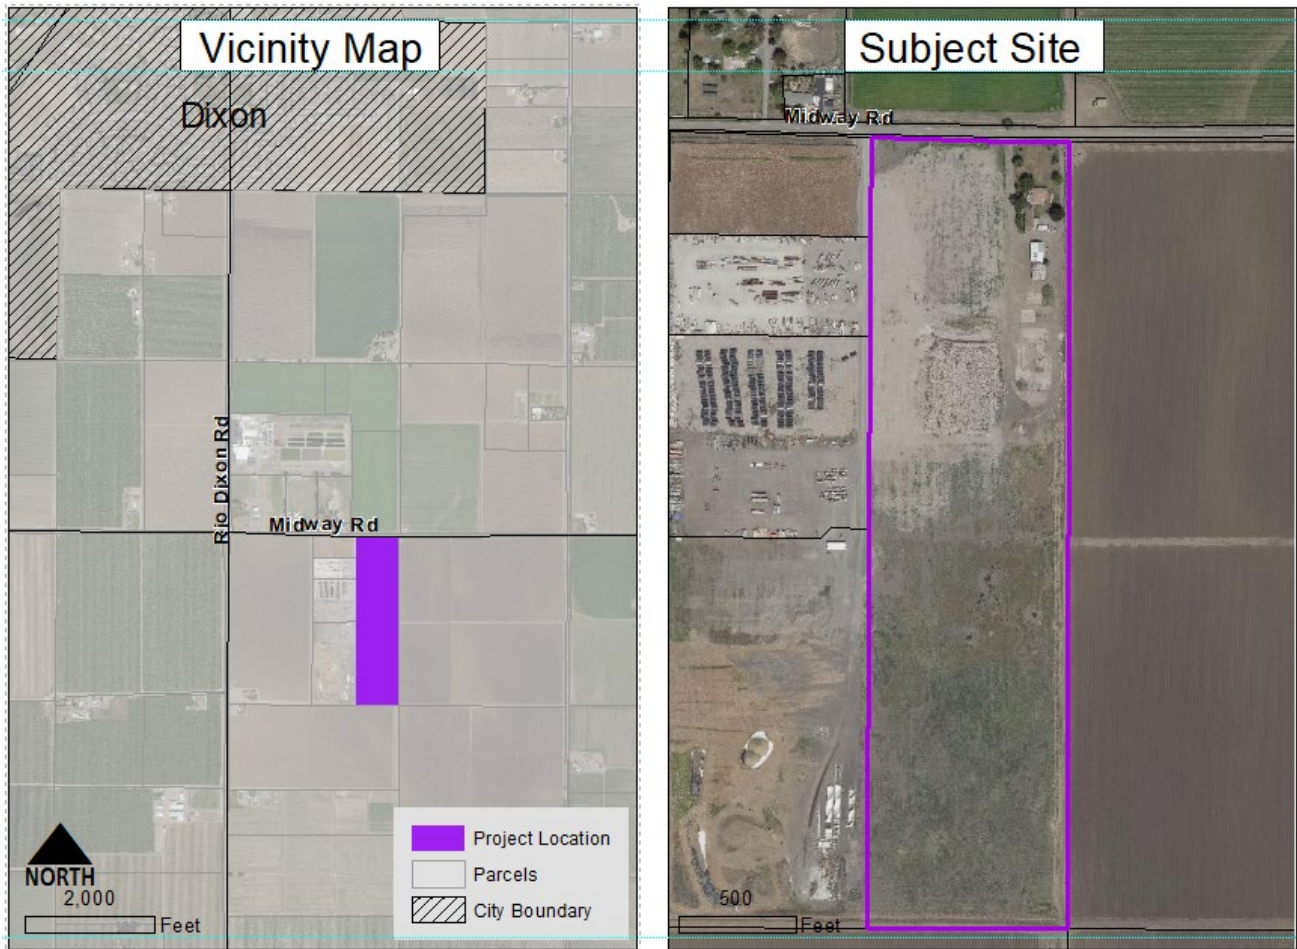 Vicinity Map
Dixon
Rio Dixon Rd
Midway Rd
NORTH
2,000
Feet
Project Location
Parcels
City Boundary
Subject Site
Midway Rd
500
Feet